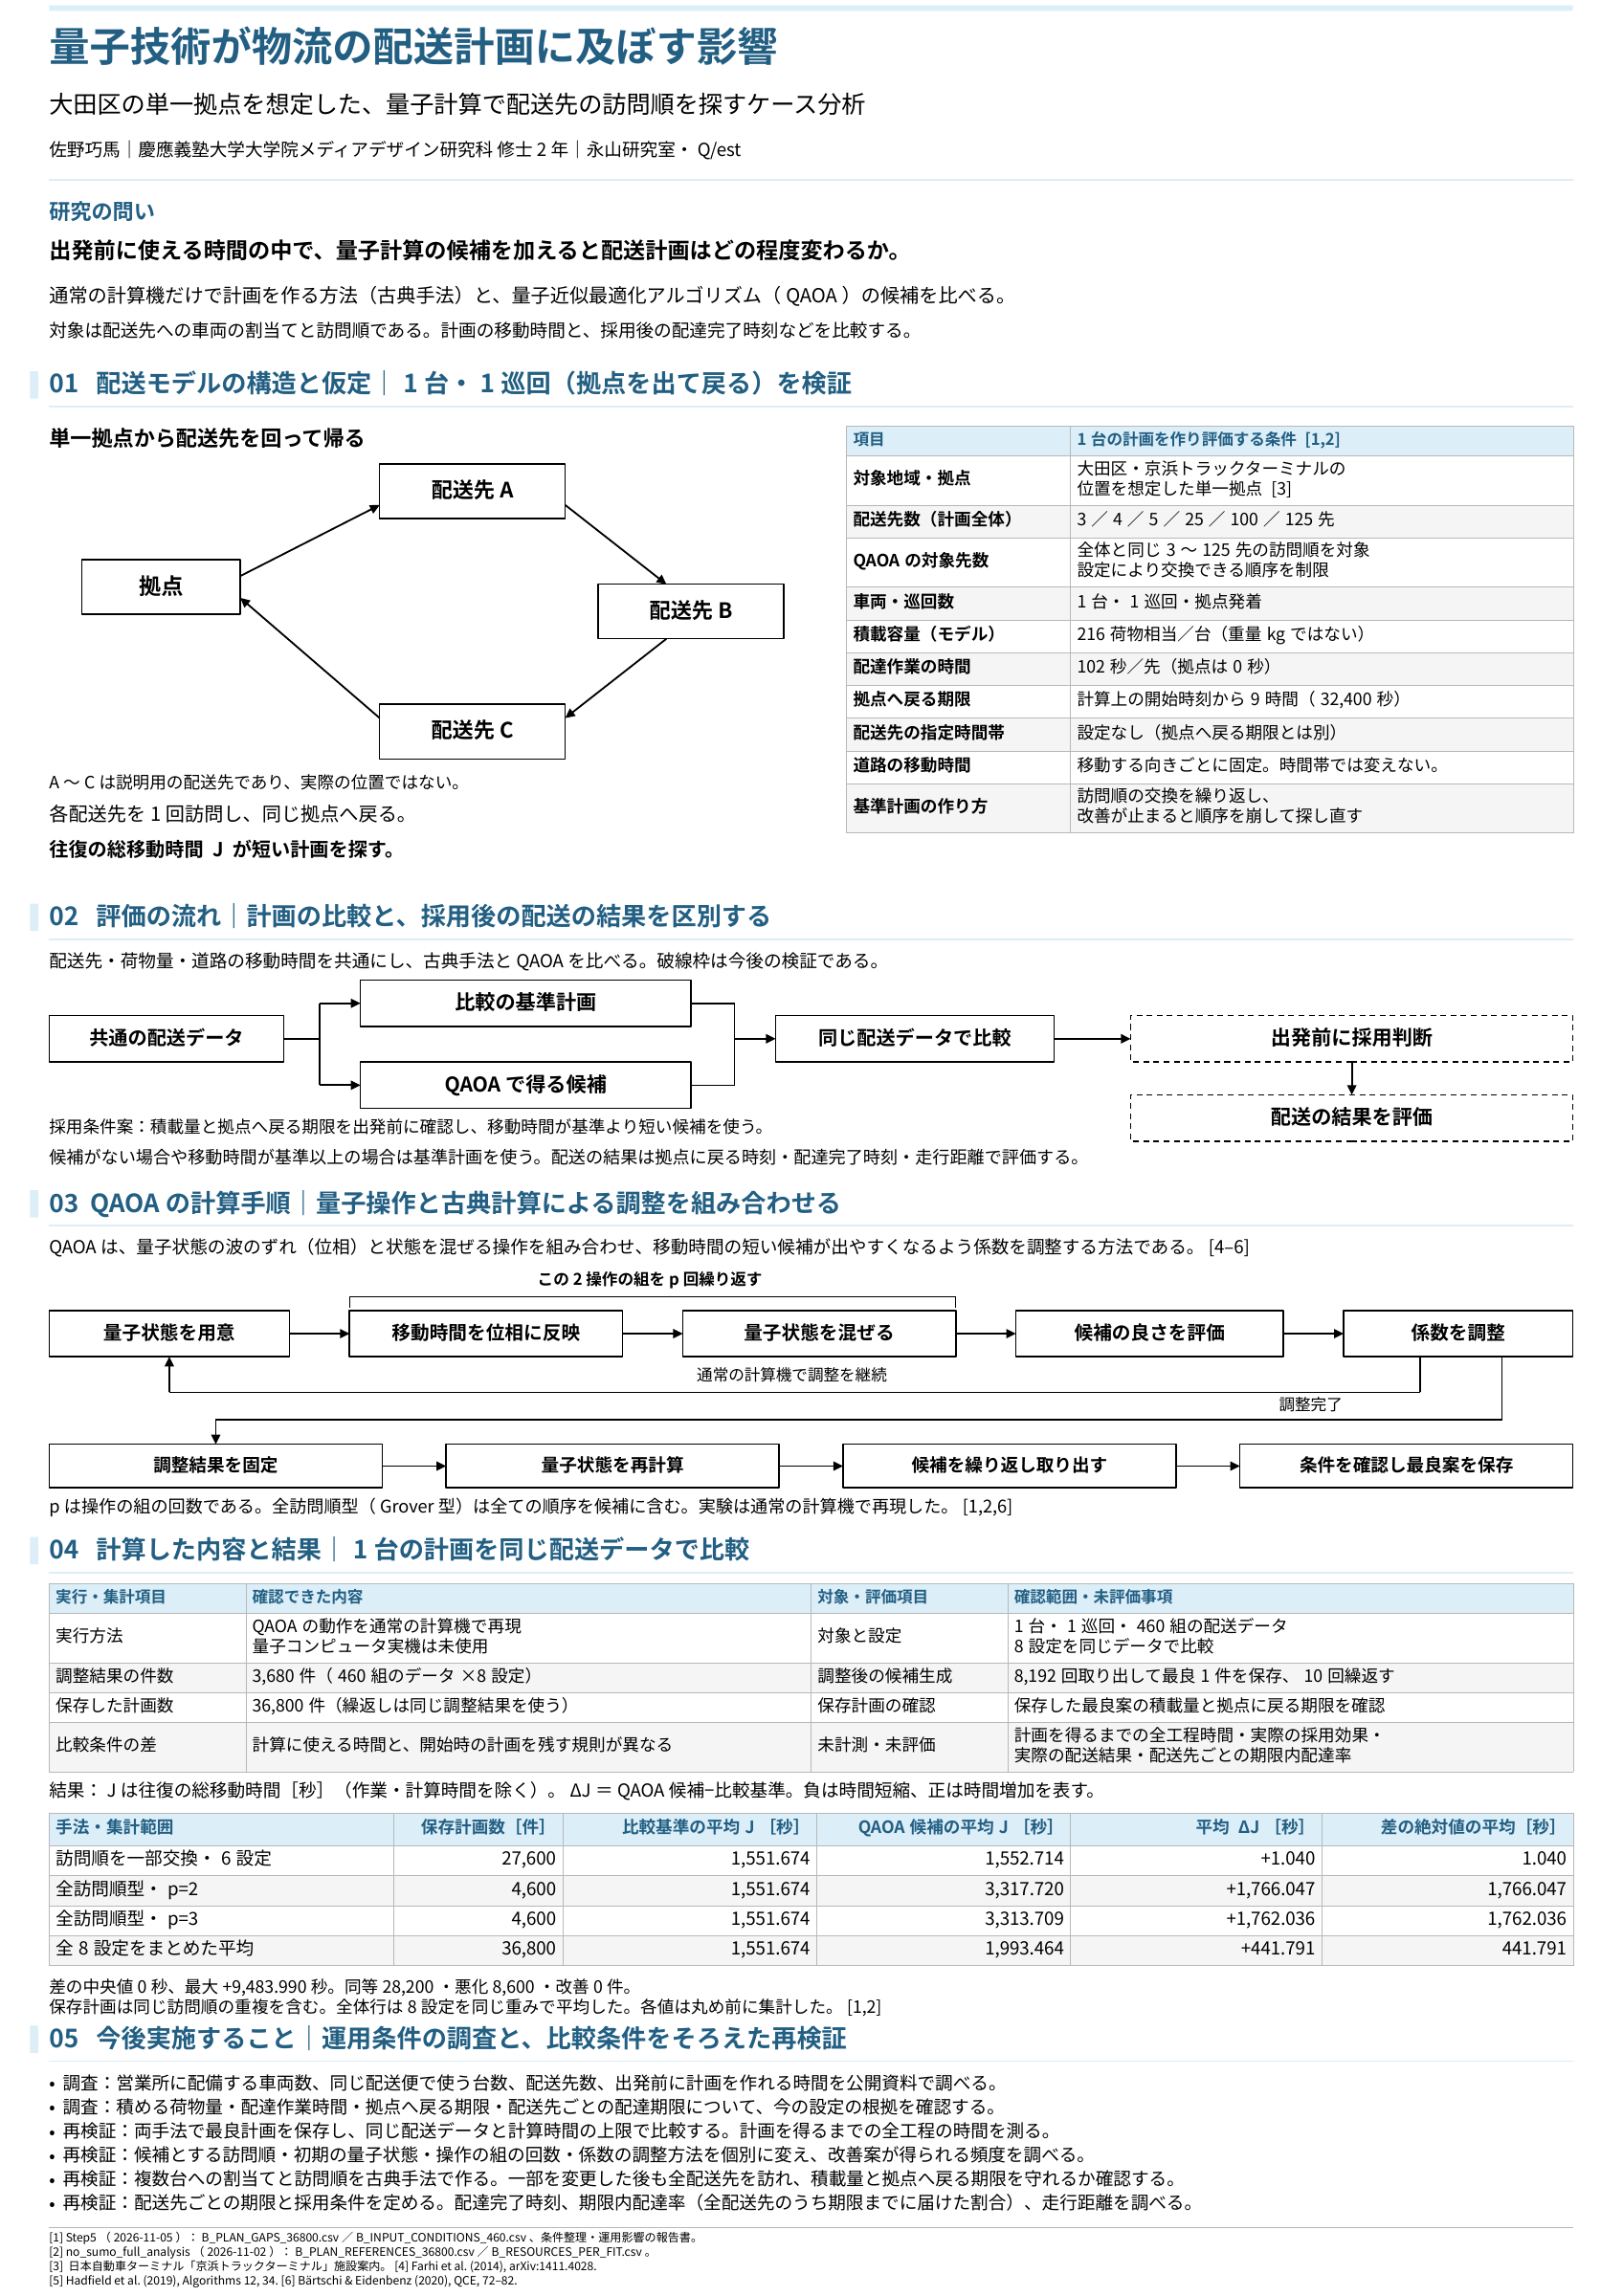 量子技術が物流の配送計画に及ぼす影響
大田区の単一拠点を想定した、量子計算で配送先の訪問順を探すケース分析
佐野巧馬｜慶應義塾大学大学院メディアデザイン研究科 修士 2 年｜永山研究室・ Q/est
研究の問い
出発前に使える時間の中で、量子計算の候補を加えると配送計画はどの程度変わるか。
通常の計算機だけで計画を作る方法（古典手法）と、量子近似最適化アルゴリズム（ QAOA ）の候補を比べる。
対象は配送先への車両の割当てと訪問順である。計画の移動時間と、採用後の配達完了時刻などを比較する。
01 配送モデルの構造と仮定｜ 1 台・ 1 巡回（拠点を出て戻る）を検証
単一拠点から配送先を回って帰る
配送先 A
拠点
配送先 B
配送先 C
A ～ C は説明用の配送先であり、実際の位置ではない。
各配送先を 1 回訪問し、同じ拠点へ戻る。
往復の総移動時間 J が短い計画を探す。
項目 1 台の計画を作り評価する条件 [1,2]
対象地域・拠点 大田区・京浜トラックターミナルの
位置を想定した単一拠点 [3]
配送先数（計画全体） 3 ／ 4 ／ 5 ／ 25 ／ 100 ／ 125 先
QAOA の対象先数 全体と同じ 3 ～ 125 先の訪問順を対象
設定により交換できる順序を制限
車両・巡回数 1 台・ 1 巡回・拠点発着
積載容量（モデル） 216 荷物相当／台（重量 kg ではない）
配達作業の時間 102 秒／先（拠点は 0 秒）
拠点へ戻る期限 計算上の開始時刻から 9 時間（ 32,400 秒）
配送先の指定時間帯 設定なし（拠点へ戻る期限とは別）
道路の移動時間 移動する向きごとに固定。時間帯では変えない。
基準計画の作り方 訪問順の交換を繰り返し、
改善が止まると順序を崩して探し直す
02 評価の流れ｜計画の比較と、採用後の配送の結果を区別する
配送先・荷物量・道路の移動時間を共通にし、古典手法と QAOA を比べる。破線枠は今後の検証である。
共通の配送データ
比較の基準計画
QAOA で得る候補
同じ配送データで比較
出発前に採用判断
配送の結果を評価
採用条件案：積載量と拠点へ戻る期限を出発前に確認し、移動時間が基準より短い候補を使う。
候補がない場合や移動時間が基準以上の場合は基準計画を使う。配送の結果は拠点に戻る時刻・配達完了時刻・走行距離で評価する。
03 QAOA の計算手順｜量子操作と古典計算による調整を組み合わせる
QAOA は、量子状態の波のずれ（位相）と状態を混ぜる操作を組み合わせ、移動時間の短い候補が出やすくなるよう係数を調整する方法である。 [4–6]
この 2 操作の組を p 回繰り返す
量子状態を用意
移動時間を位相に反映
量子状態を混ぜる
候補の良さを評価
係数を調整
通常の計算機で調整を継続
調整完了
調整結果を固定
量子状態を再計算
候補を繰り返し取り出す
条件を確認し最良案を保存
p は操作の組の回数である。全訪問順型（ Grover 型）は全ての順序を候補に含む。実験は通常の計算機で再現した。 [1,2,6]
04 計算した内容と結果｜ 1 台の計画を同じ配送データで比較
実行・集計項目 確認できた内容 対象・評価項目 確認範囲・未評価事項
実行方法 QAOA の動作を通常の計算機で再現
量子コンピュータ実機は未使用 対象と設定 1 台・ 1 巡回・ 460 組の配送データ
8 設定を同じデータで比較
調整結果の件数 3,680 件（ 460 組のデータ ×8 設定） 調整後の候補生成 8,192 回取り出して最良 1 件を保存、 10 回繰返す
保存した計画数 36,800 件（繰返しは同じ調整結果を使う） 保存計画の確認 保存した最良案の積載量と拠点に戻る期限を確認
比較条件の差 計算に使える時間と、開始時の計画を残す規則が異なる 未計測・未評価 計画を得るまでの全工程時間・実際の採用効果・
実際の配送結果・配送先ごとの期限内配達率
結果： J は往復の総移動時間［秒］（作業・計算時間を除く）。 ΔJ ＝ QAOA 候補−比較基準。負は時間短縮、正は時間増加を表す。
手法・集計範囲 保存計画数［件］ 比較基準の平均 J ［秒］ QAOA 候補の平均 J ［秒］ 平均 ΔJ ［秒］ 差の絶対値の平均［秒］
訪問順を一部交換・ 6 設定 27,600 1,551.674 1,552.714 +1.040 1.040
全訪問順型・ p=2 4,600 1,551.674 3,317.720 +1,766.047 1,766.047
全訪問順型・ p=3 4,600 1,551.674 3,313.709 +1,762.036 1,762.036
全 8 設定をまとめた平均 36,800 1,551.674 1,993.464 +441.791 441.791
差の中央値 0 秒、最大 +9,483.990 秒。同等 28,200 ・悪化 8,600 ・改善 0 件。
保存計画は同じ訪問順の重複を含む。全体行は 8 設定を同じ重みで平均した。各値は丸め前に集計した。 [1,2]
05 今後実施すること｜運用条件の調査と、比較条件をそろえた再検証
• 調査：営業所に配備する車両数、同じ配送便で使う台数、配送先数、出発前に計画を作れる時間を公開資料で調べる。
• 調査：積める荷物量・配達作業時間・拠点へ戻る期限・配送先ごとの配達期限について、今の設定の根拠を確認する。
• 再検証：両手法で最良計画を保存し、同じ配送データと計算時間の上限で比較する。計画を得るまでの全工程の時間を測る。
• 再検証：候補とする訪問順・初期の量子状態・操作の組の回数・係数の調整方法を個別に変え、改善案が得られる頻度を調べる。
• 再検証：複数台への割当てと訪問順を古典手法で作る。一部を変更した後も全配送先を訪れ、積載量と拠点へ戻る期限を守れるか確認する。
• 再検証：配送先ごとの期限と採用条件を定める。配達完了時刻、期限内配達率（全配送先のうち期限までに届けた割合）、走行距離を調べる。
[1] Step5 （ 2026-11-05 ）： B_PLAN_GAPS_36800.csv ／ B_INPUT_CONDITIONS_460.csv 、条件整理・運用影響の報告書。
[2] no_sumo_full_analysis （ 2026-11-02 ）： B_PLAN_REFERENCES_36800.csv ／ B_RESOURCES_PER_FIT.csv 。
[3] 日本自動車ターミナル「京浜トラックターミナル」施設案内。 [4] Farhi et al. (2014), arXiv:1411.4028.
[5] Hadfield et al. (2019), Algorithms 12, 34. [6] Bärtschi & Eidenbenz (2020), QCE, 72–82.